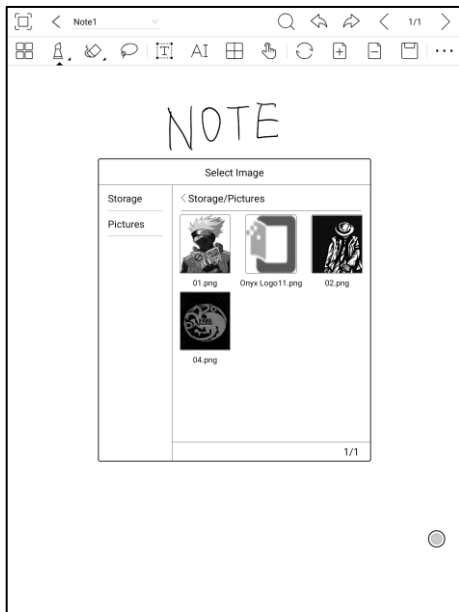 Note1 1/1
T AI
NOTE
Select Image
Storage
Pictures
Storage/Pictures
01.png Onyx Logo11.png 02.png
04.png
1/1